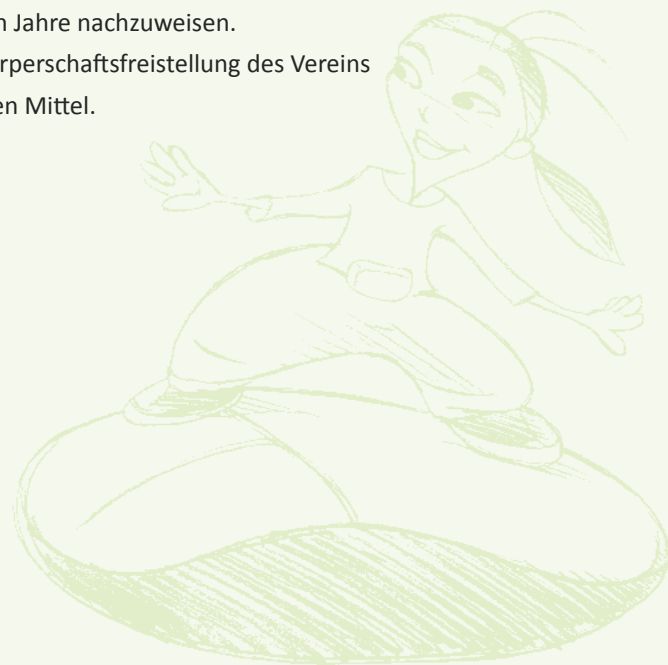 n Jahre nachzuweisen.
rperschaftsfreistellung des Vereins
en Mittel.